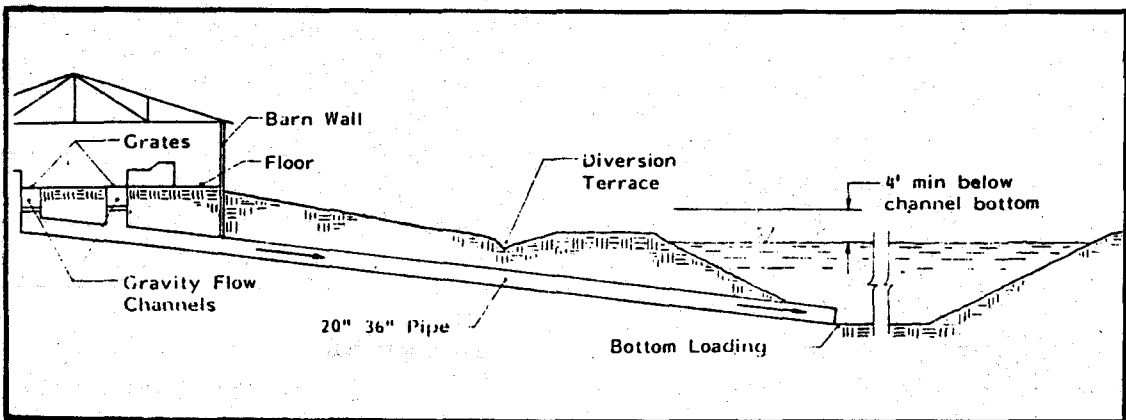 Barn Wall
Grates
Floor
Diversion
Terrace
4' min below
channel bottom
Gravity Flow
Channels
20" 36" Pipe
Bottom Loading